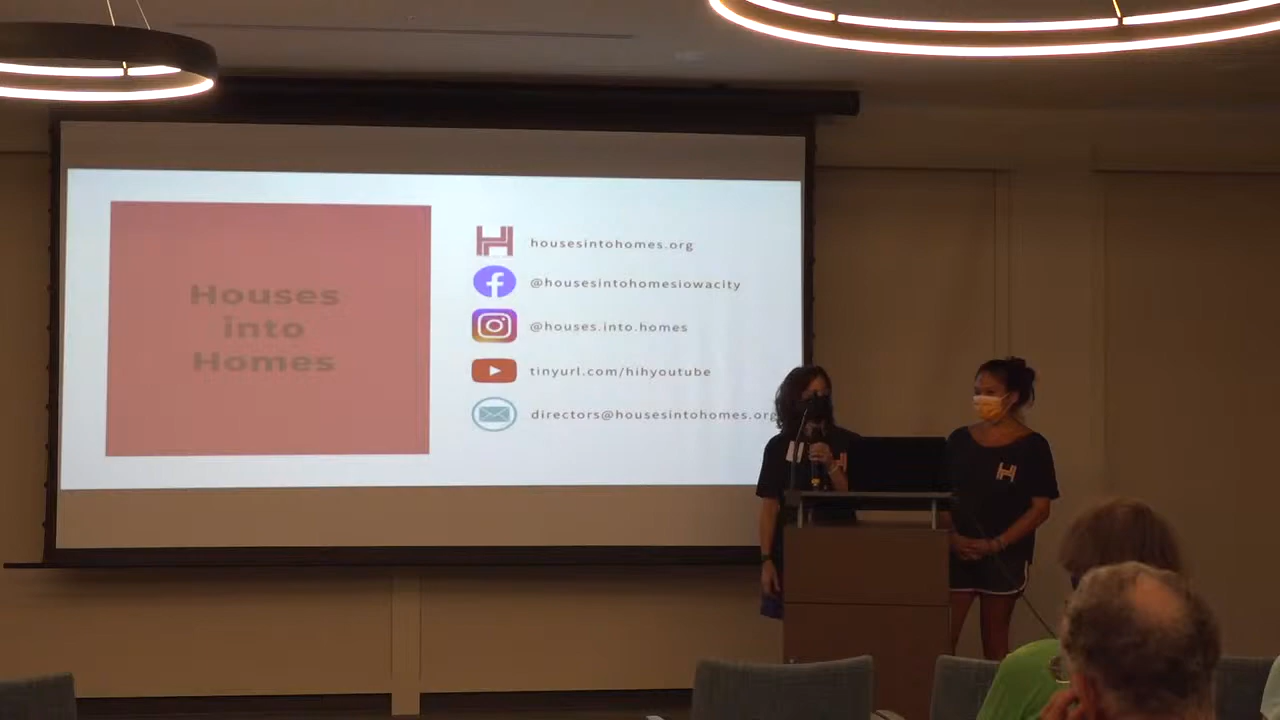 Houses
into
Homes
housesintohomes.org
@housesintohomesiowacity
@houses.into.homes
tinyurl.com/hihyoutube
directors@housesintohomes.org